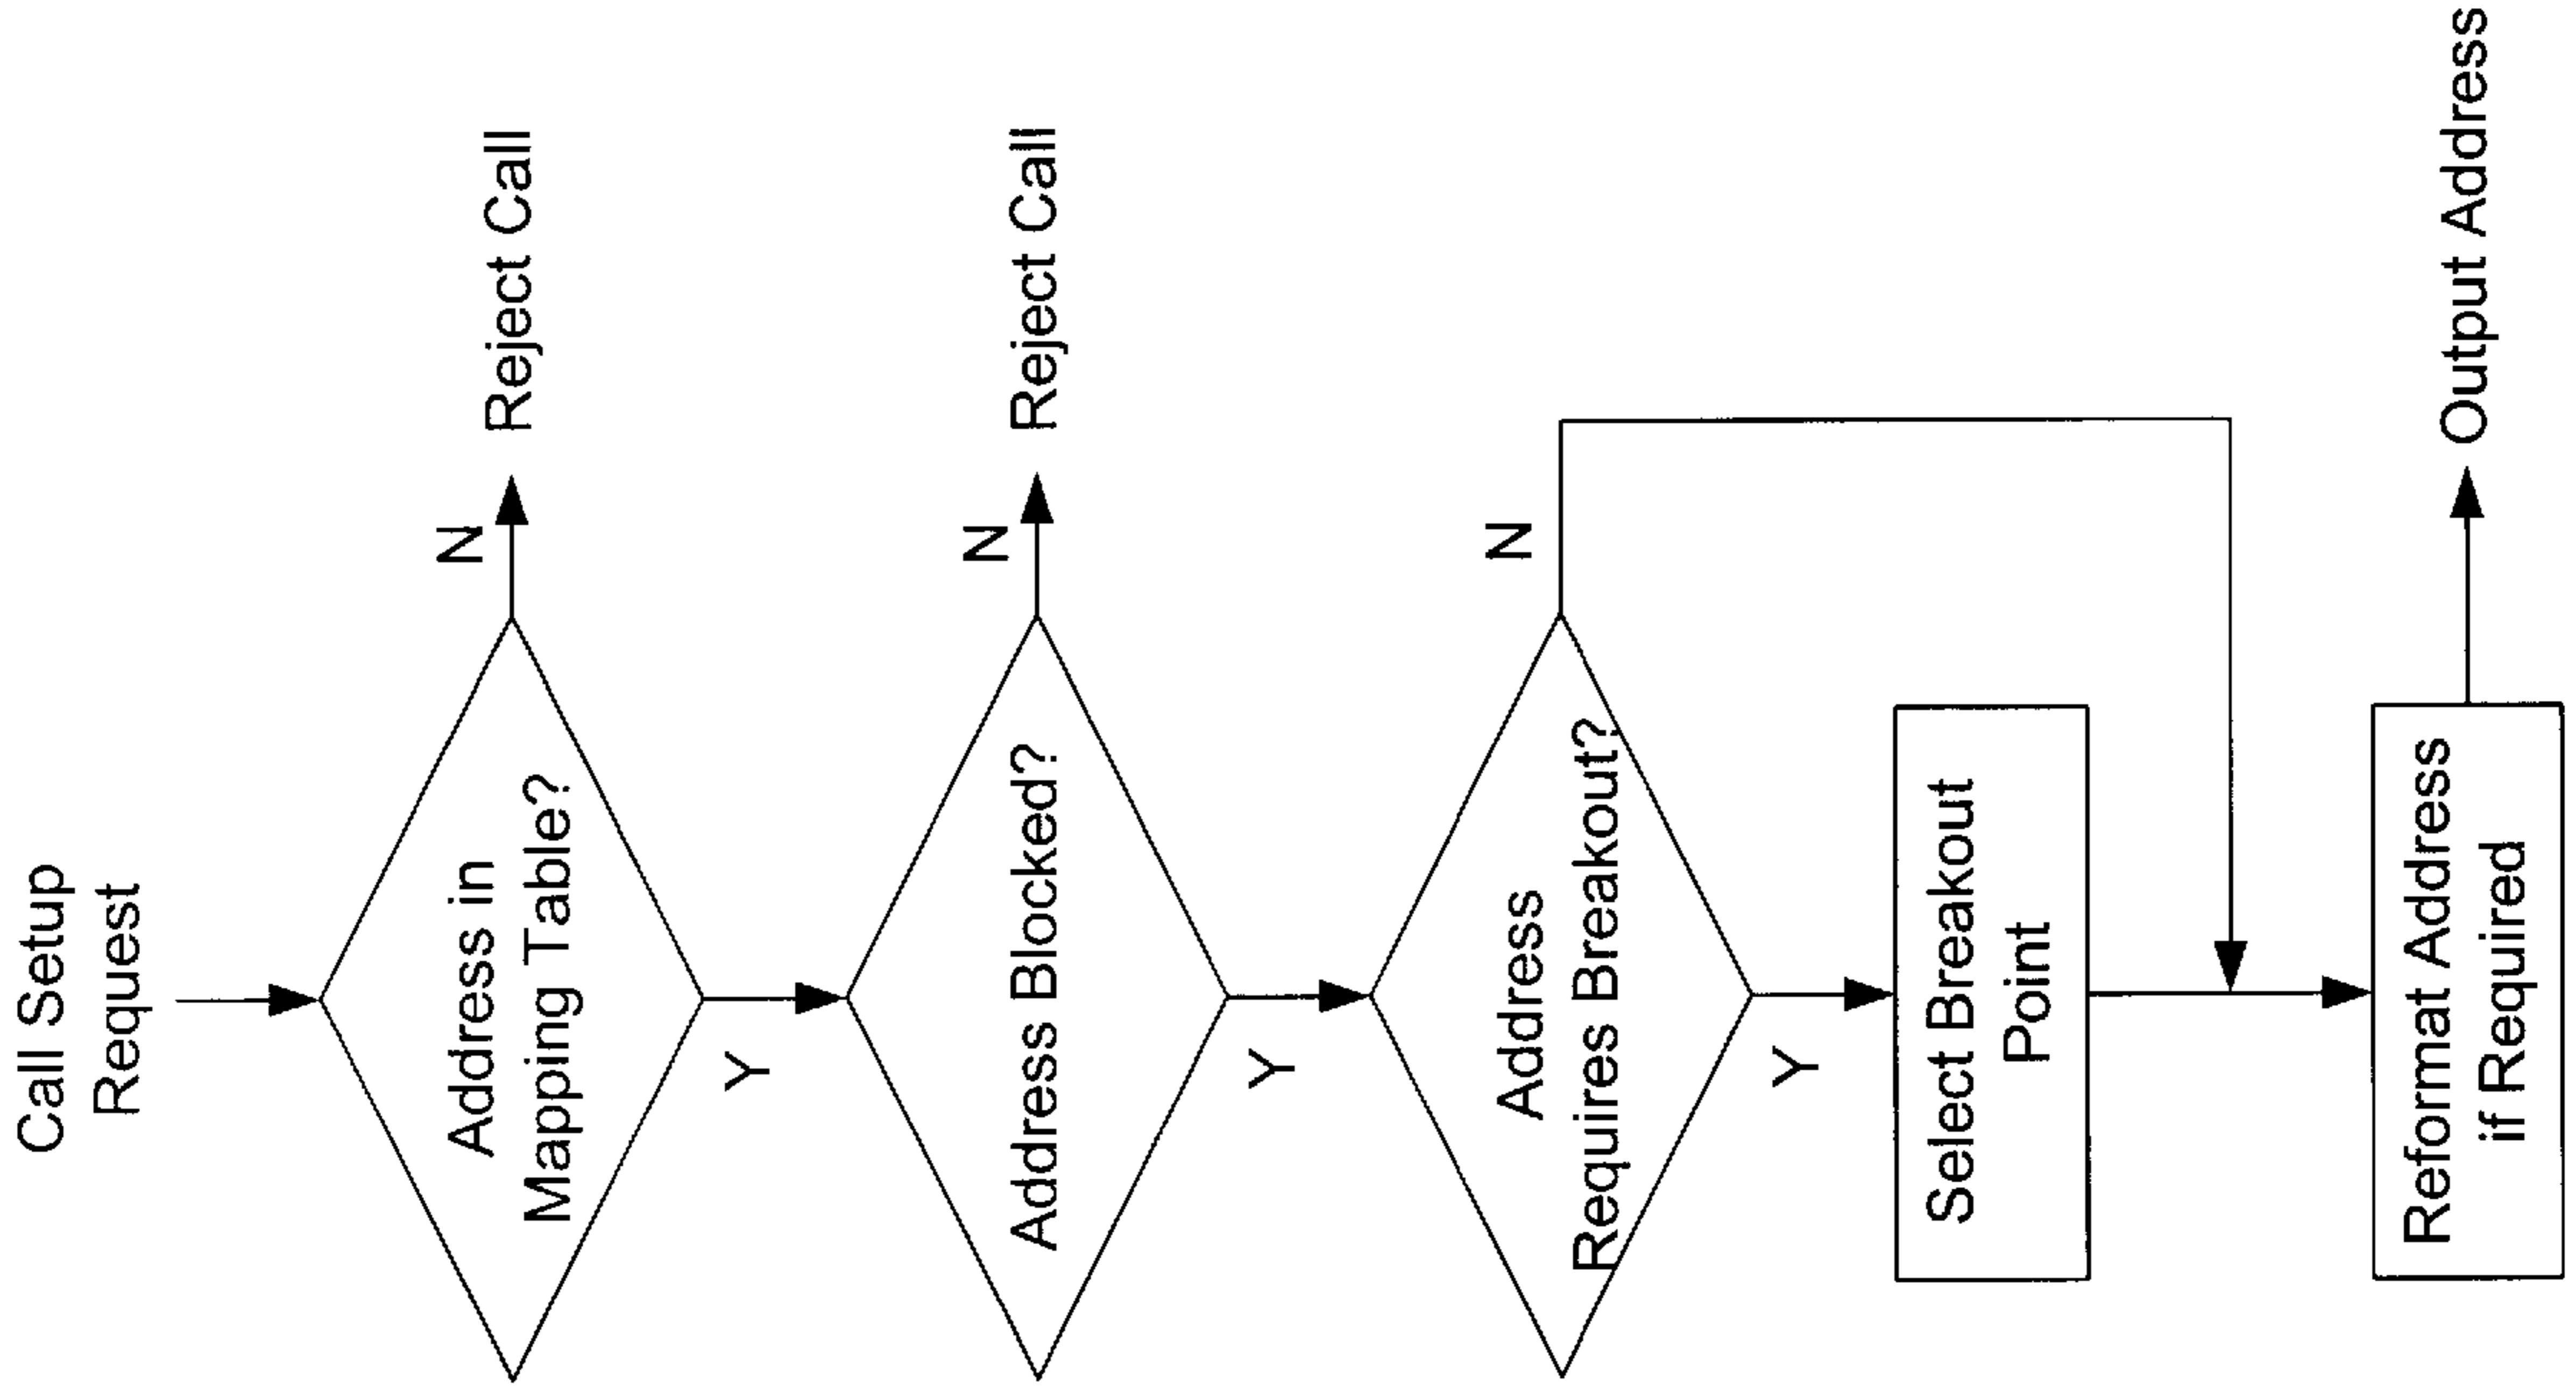 Call Setup
Request
Address in
Mapping Table?
N
Reject Call
Y
Address Blocked?
N
Reject Call
Y
Address
Requires Breakout?
N
Y
Select Breakout
Point
Reformat Address
if Required
Output Address